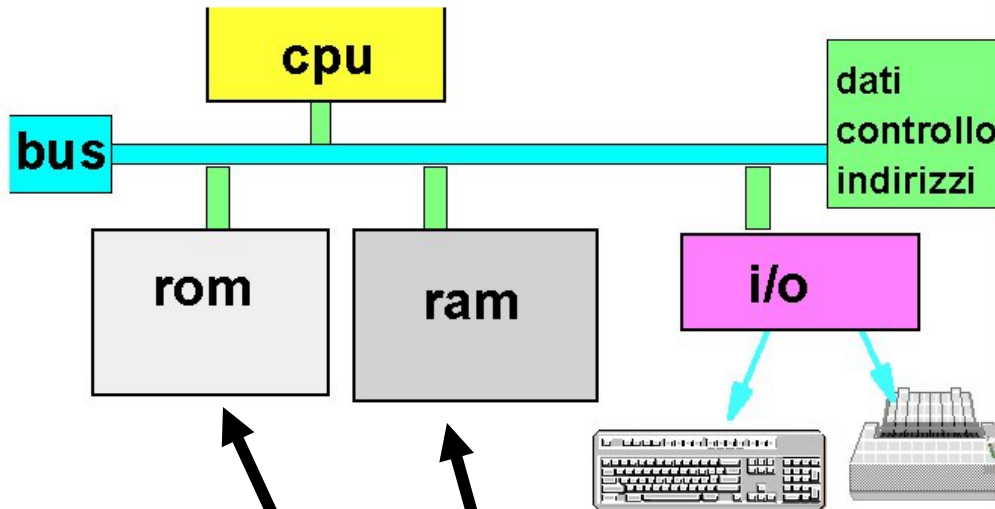 cpu
bus
dati
controllo
indirizzi
rom
ram
i/o